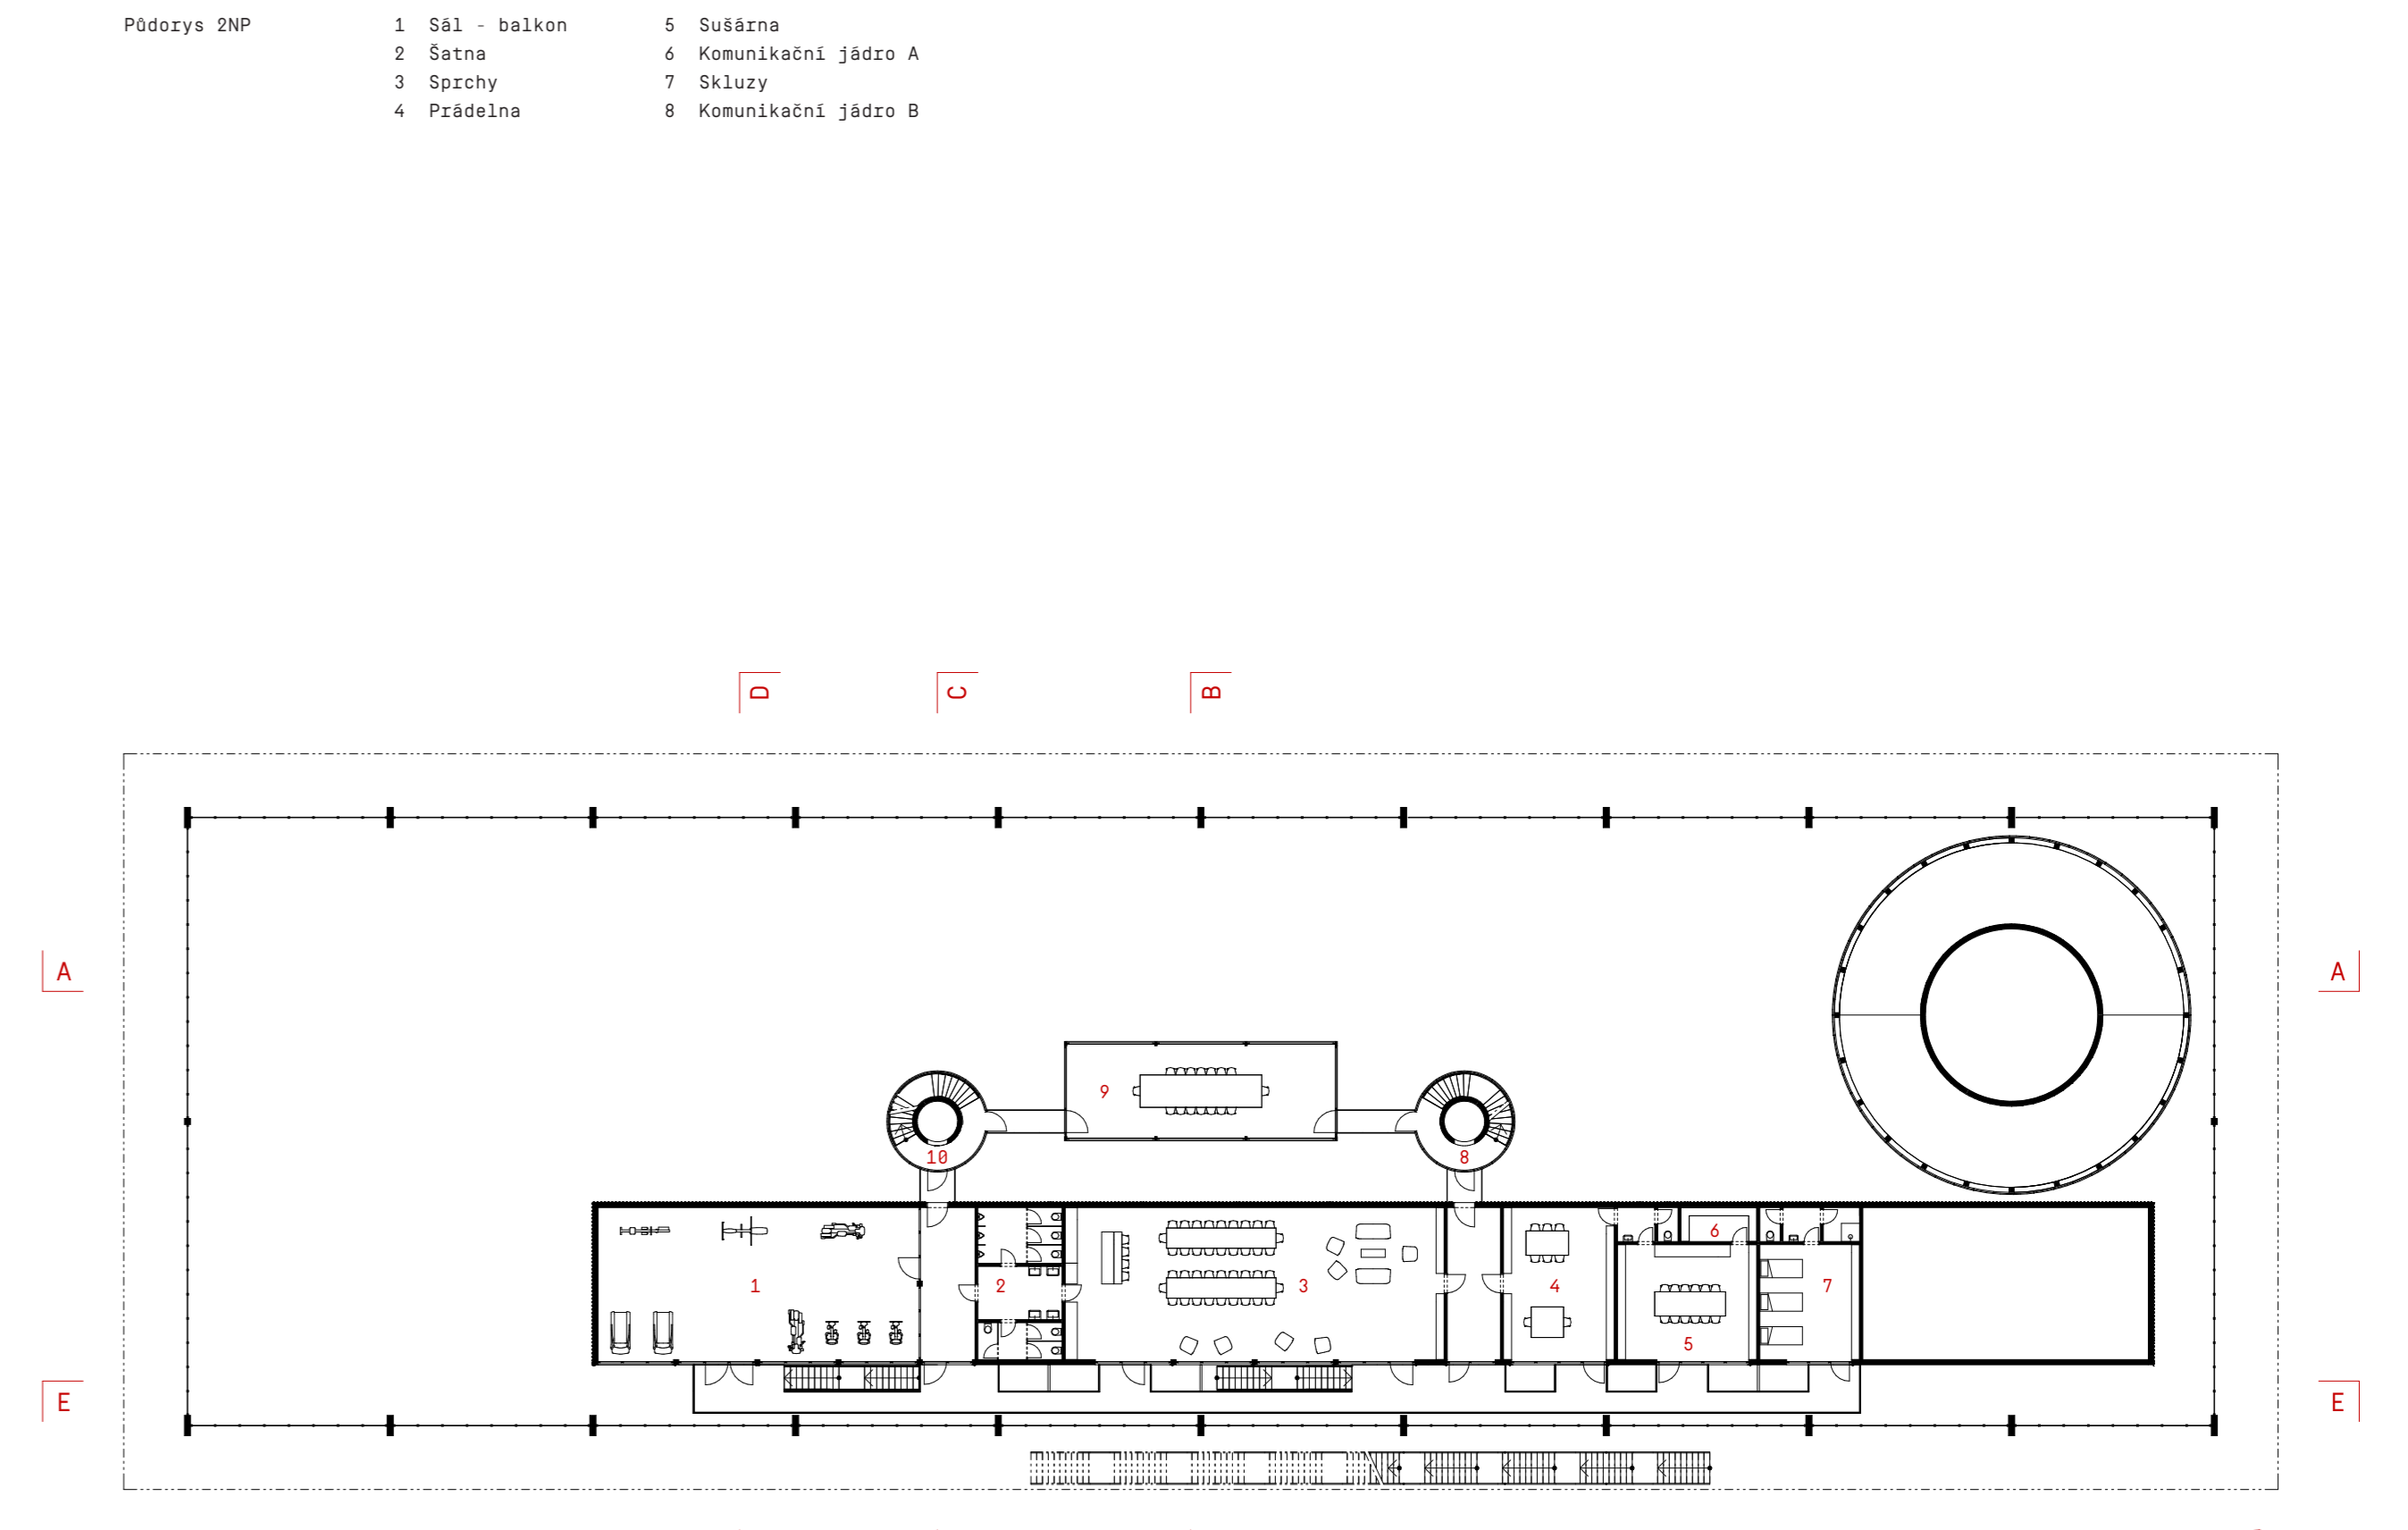 Půdorys 2NP
1 Sál - balkon
2 Šatna
3 Sprchy
4 Prádelna
5 Sušárna
6 Komunikační jádro A
7 Skluzy
8 Komunikační jádro B
D
C
B
A
A
9
10
8
6
1
2
3
4
7
5
E
E